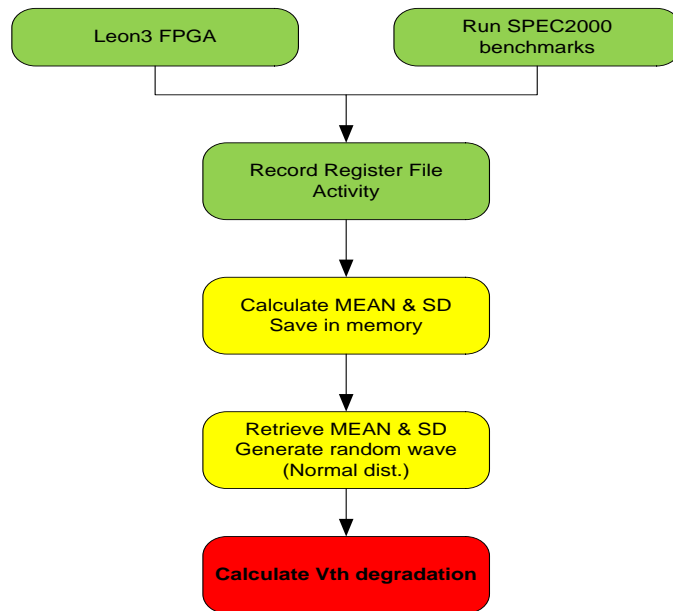 Leon3 FPGA
Run SPEC2000
benchmarks
Record Register File
Activity
Calculate MEAN & SD
Save in memory
Retrieve MEAN & SD
Generate random wave
(Normal dist.)
Calculate Vth degradation